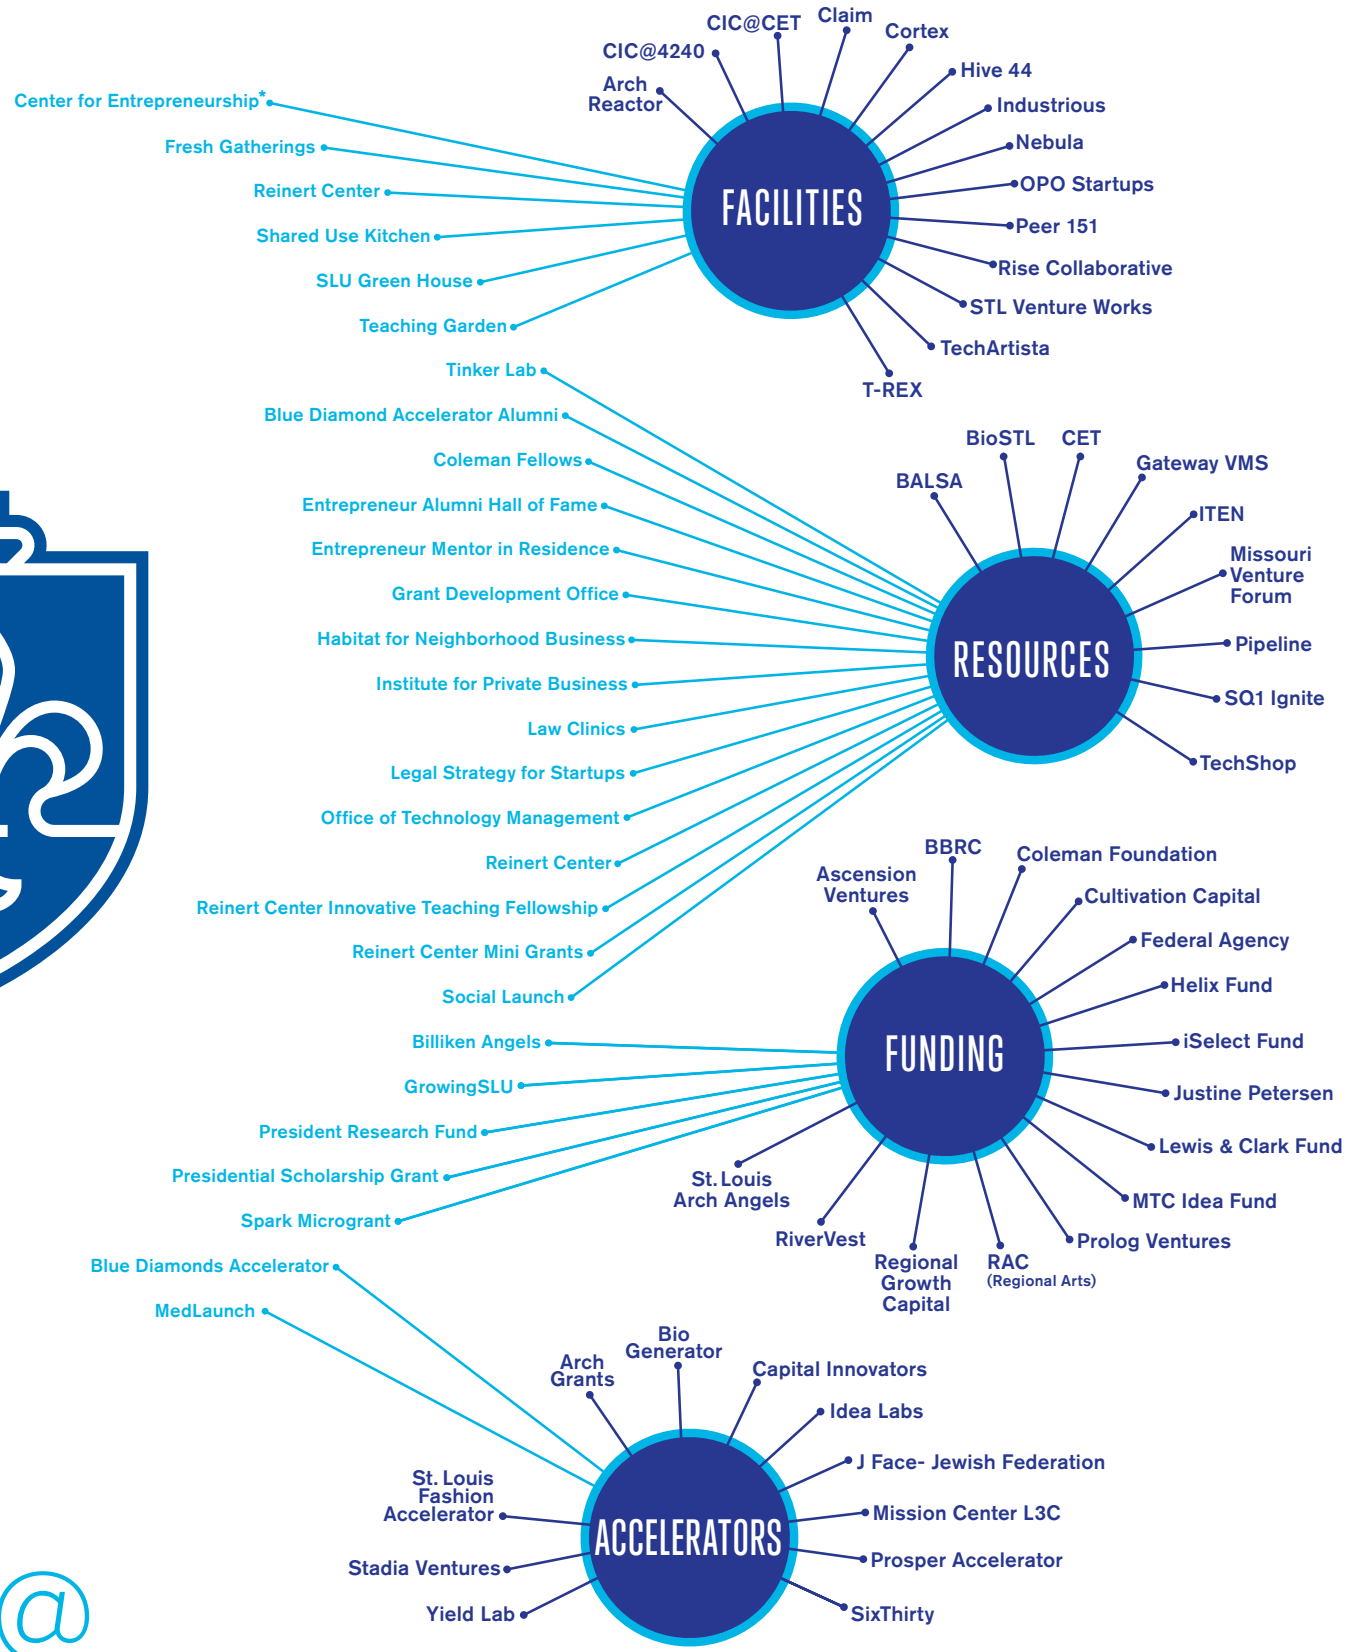 CIC@CET
Claim
Cortex
CIC@4240
Hive 44
Arch
Reactor
Industrious
Nebula
OPO Startups
Peer 151
Rise Collaborative
STL Venture Works
TechArtista
T-REX
FACILITIES
Center for Entrepreneurship*
Fresh Gatherings
Reinert Center
Shared Use Kitchen
SLU Green House
Teaching Garden
Tinker Lab
Blue Diamond Accelerator Alumni
Coleman Fellows
Entrepreneur Alumni Hall of Fame
Entrepreneur Mentor in Residence
Grant Development Office
Habitat for Neighborhood Business
Institute for Private Business
Law Clinics
Legal Strategy for Startups
Office of Technology Management
Reinert Center
Reinert Center Innovative Teaching Fellowship
Reinert Center Mini Grants
Social Launch
BALSA
BioSTL
CET
Gateway VMS
ITEN
Missouri
Venture
Forum
Pipeline
SQ1 Ignite
TechShop
RESOURCES
Billiken Angels
GrowingSLU
President Research Fund
Presidential Scholarship Grant
Spark Microgrant
Ascension
Ventures
BBRC
Coleman Foundation
Cultivation Capital
Federal Agency
Helix Fund
iSelect Fund
Justine Petersen
Lewis & Clark Fund
MTC Idea Fund
Prolog Ventures
RAC
(Regional Arts)
Regional
Growth
Capital
RiverVest
St. Louis
Arch Angels
FUNDING
Blue Diamonds Accelerator
MedLaunch
Arch
Grants
Bio
Generator
Capital Innovators
Idea Labs
J Face- Jewish Federation
Mission Center L3C
Prosper Accelerator
SixThirty
St. Louis
Fashion
Accelerator
Stadia Ventures
Yield Lab
ACCELERATORS
@